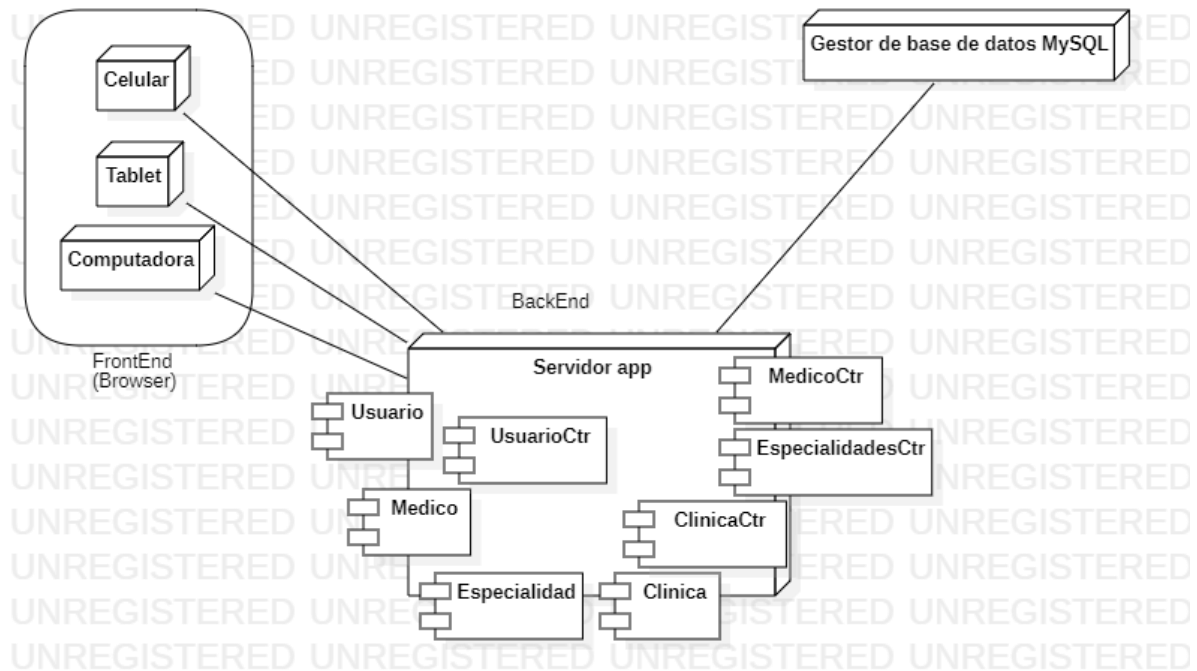 Gestor de base de datos MySQL
Celular
Tablet
Computadora
FrontEnd
(Browser)
BackEnd
Servidor app
MedicoCtr
Usuario
UsuarioCtr
EspecialidadesCtr
Medico
ClinicaCtr
Especialidad
Clinica
UNREGISTERED